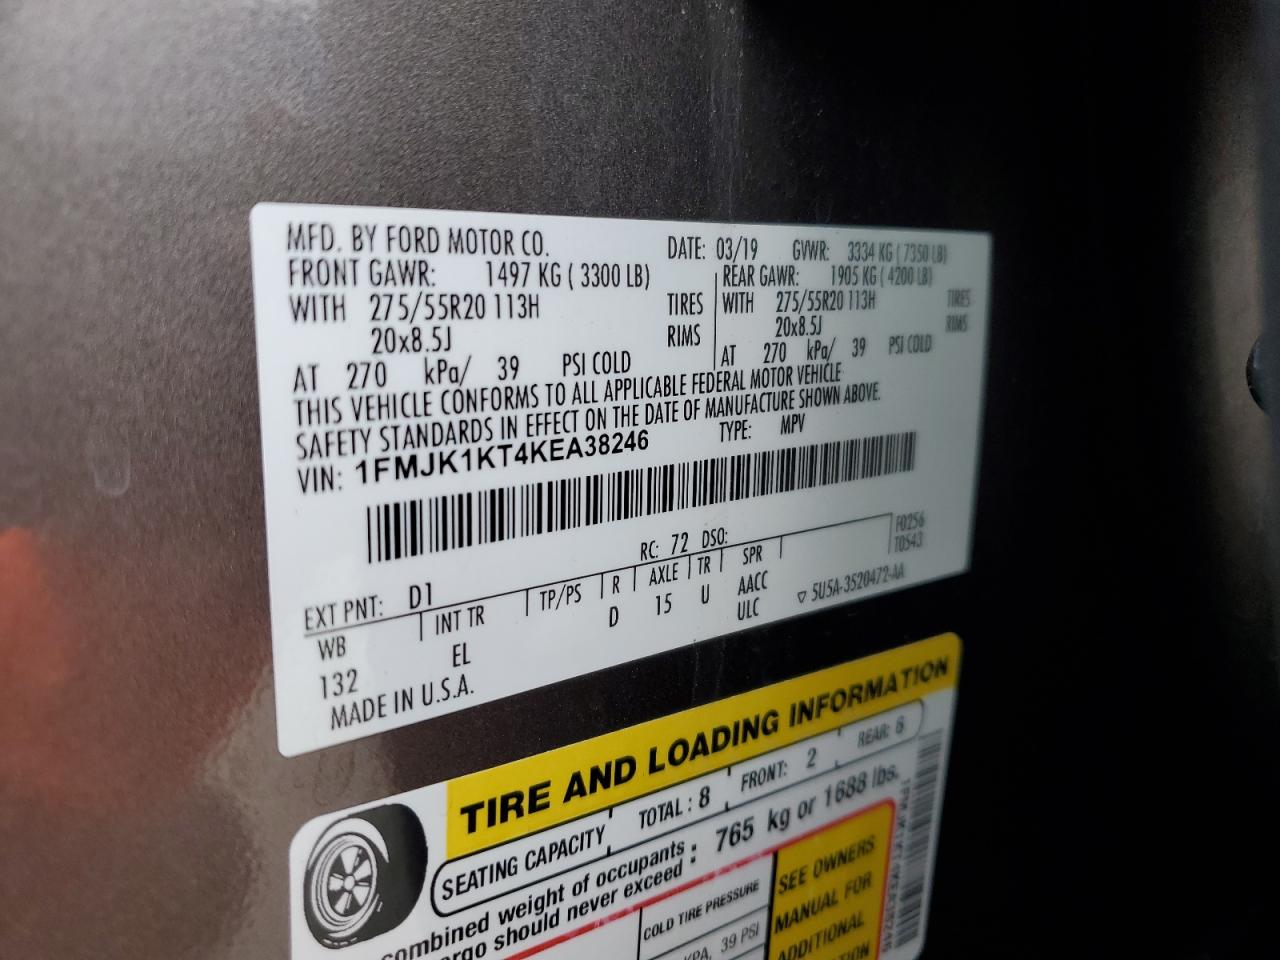 MFD. BY FORD MOTOR CO. DATE: 03/19 GVWR: 3334 KG ( 7350 LB)
FRONT GAWR: 1497 KG ( 3300 LB) REAR GAWR: 1905 KG ( 4200 LB)
WITH 275/55R20 113H TIRES WITH 275/55R20 113H TIRES
20x8.5J RIMS 20x8.5J RIMS
AT 270 kPa/ 39 PSI COLD AT 270 kPa/ 39 PSI COLD
THIS VEHICLE CONFORMS TO ALL APPLICABLE FEDERAL MOTOR VEHICLE
SAFETY STANDARDS IN EFFECT ON THE DATE OF MANUFACTURE SHOWN ABOVE.
VIN: 1FMJK1KT4KEA38246 TYPE: MPV
F0256
EXT PNT: D1 RC: 72 DSO: T0543
WB INT TR TP/PS R AXLE TR SPR
132 EL D 15 U AACC
ULC
▽ 5U5A-3520472-AA
MADE IN U.S.A.
TIRE AND LOADING INFORMATION
SEATING CAPACITY TOTAL : 8 FRONT: 2 REAR: 6
combined weight of occupants
cargo should never exceed : 765 kg or 1688 lbs.
COLD TIRE PRESSURE
KPA, 39 PSI
SEE OWNERS
MANUAL FOR
ADDITIONAL